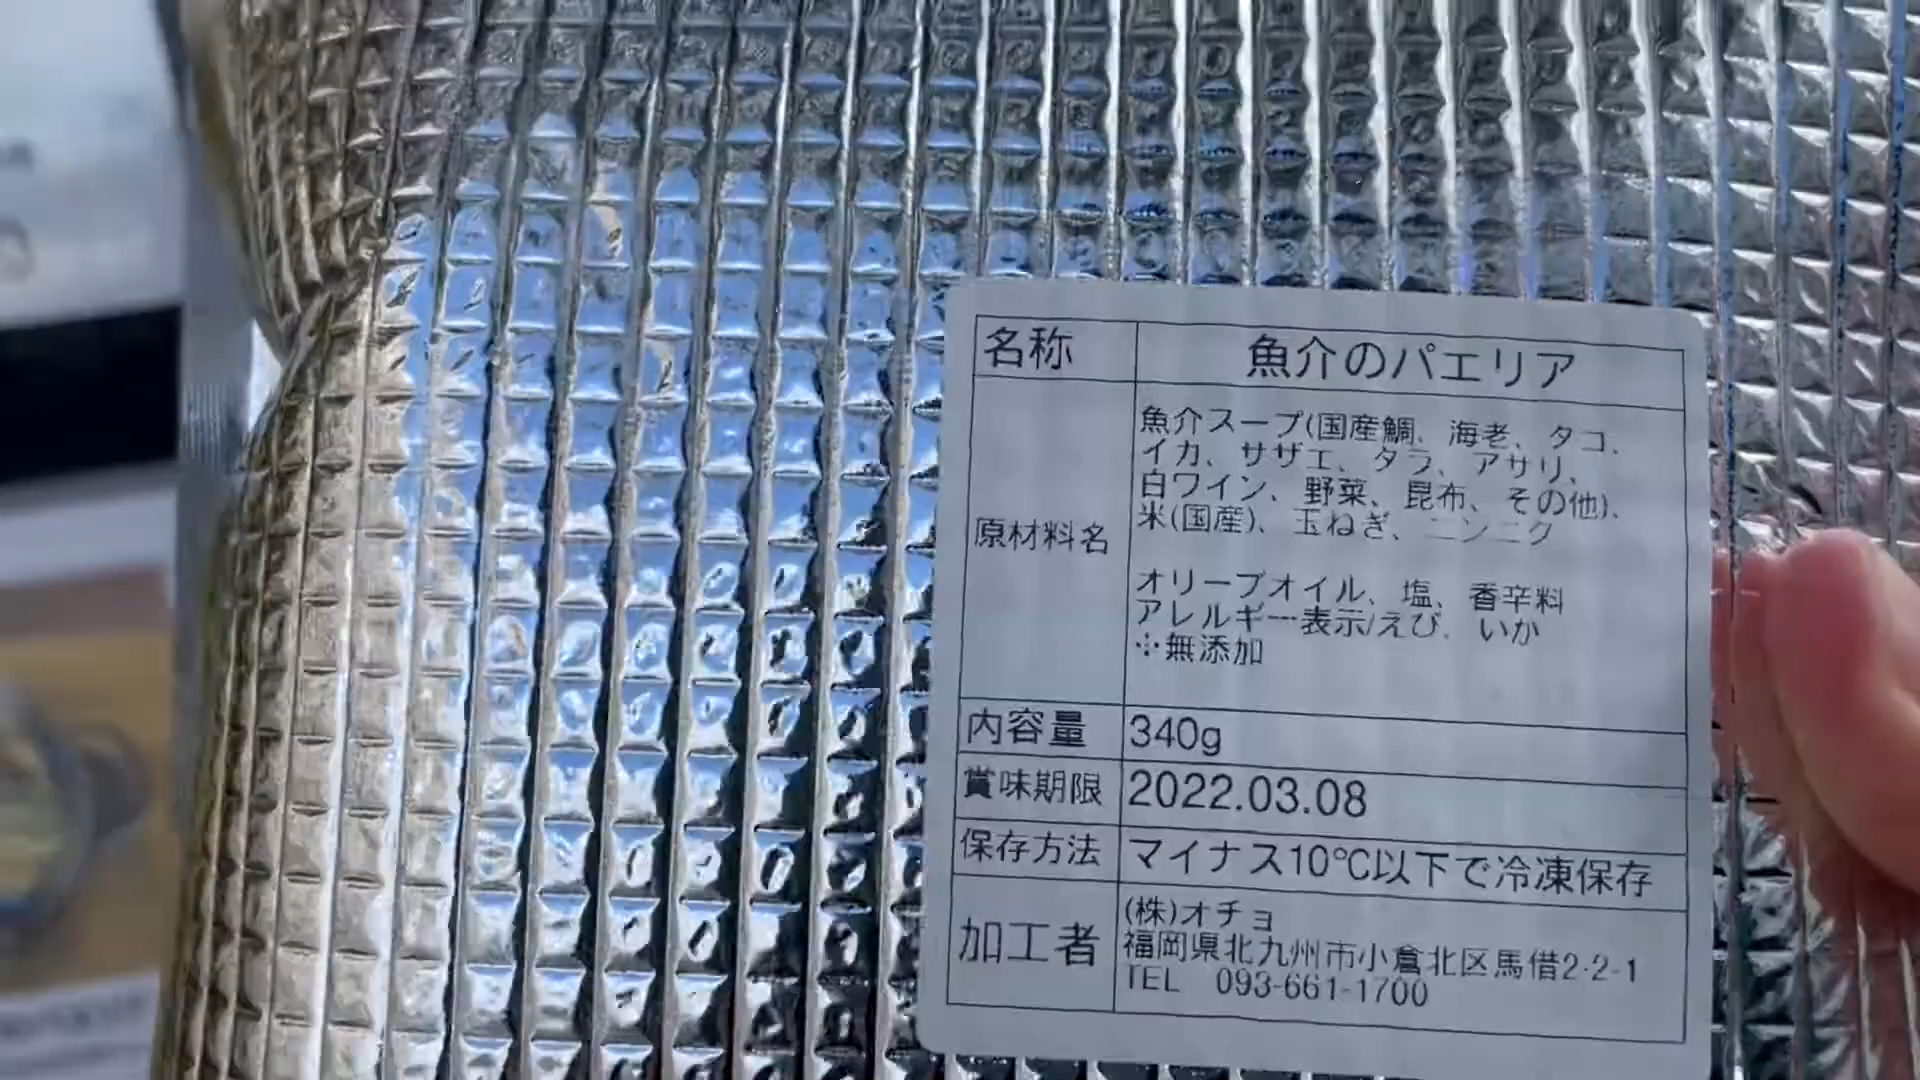 名称 魚介のパエリア
原材料名
魚介スープ(国産鯛、海老、タコ、
イカ、サザエ、タラ、アサリ、
白ワイン、野菜、昆布、その他)、
米(国産)、玉ねぎ、ニンニク
オリーブオイル、塩、香辛料
アレルギー表示/えび、いか
※無添加
内容量 340g
賞味期限 2022.03.08
保存方法 マイナス10℃以下で冷凍保存
加工者
(株)オチョ
福岡県北九州市小倉北区馬借2-2-1
TEL 093-661-1700